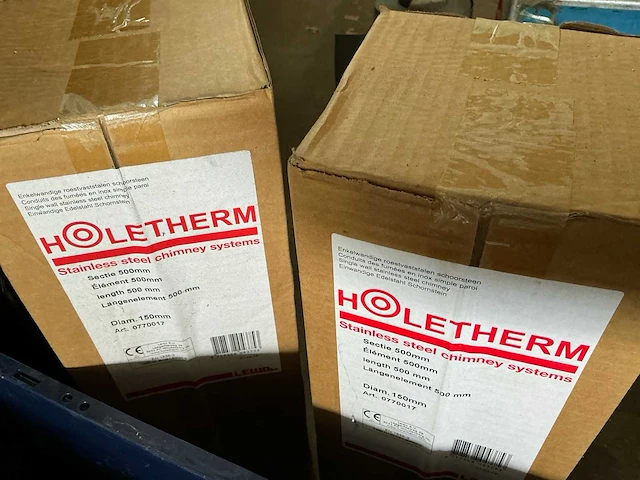 Enkelwandige roestvaststalen schoorsteen
Conduits des fumées en inox simple paroi
Single wall stainless steel chimney
Einwandige Edelstahl Schornstein
HOLETHERM
Stainless steel chimney systems
Sectie 500mm
Élément 500mm
length 500 mm
Längenelement 500 mm
Diam. 150mm
Art. 0770017
CE
Enkelwandige roestvaststalen schoorsteen
Conduits des fumées en inox simple paroi
Single wall stainless steel chimney
Einwandige Edelstahl Schornstein
HOLETHERM
Stainless steel chimney systems
Sectie 500mm
Élément 500mm
length 500 mm
Längenelement 500 mm
Diam. 150mm
Art. 0770017
CE